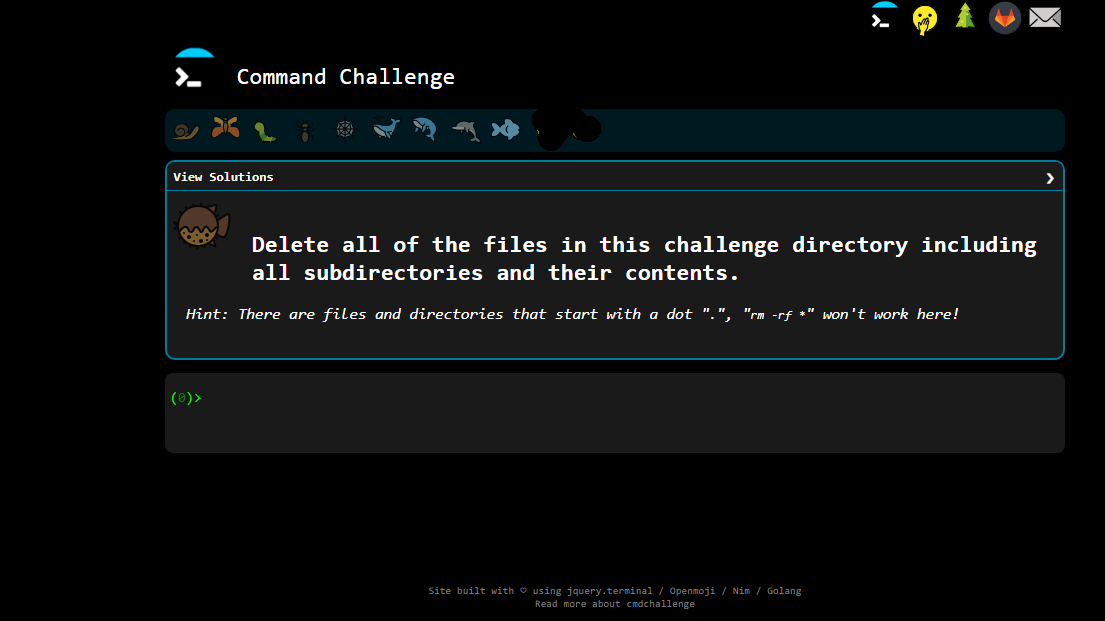 Command Challenge
View Solutions
Delete all of the files in this challenge directory including
all subdirectories and their contents.
Hint: There are files and directories that start with a dot ".", "rm -rf *" won't work here!
(0)>
Site built with ♡ using jquery.terminal / Openmoji / Nim / Golang
Read more about cmdchallenge